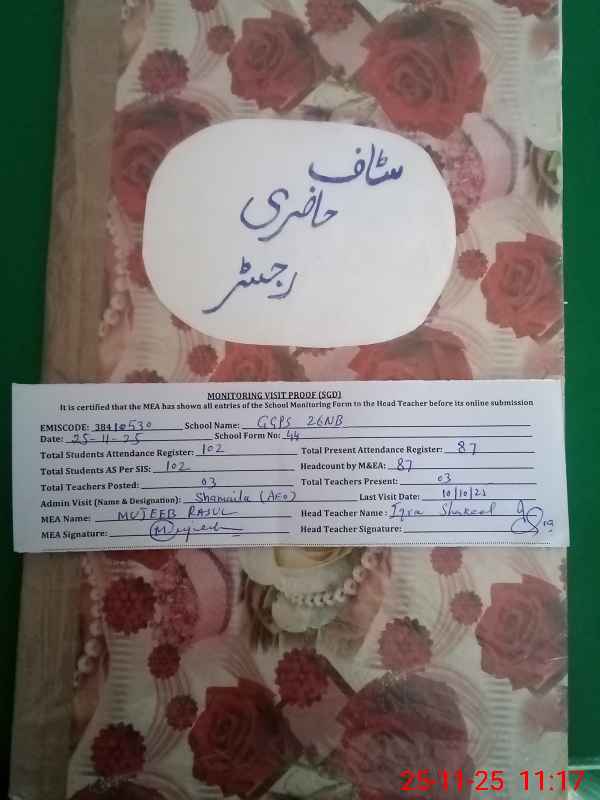 سٹاف
حاضری
رجسٹر
MONITORING VISIT PROOF (SGD)
It is certified that the MEA has shown all entries of the School Monitoring Form to the Head Teacher before its online submission
EMISCODE: 38410530 School Name: GGPS 26NB
Date: 25-11-25 School Form No: 44
Total Students Attendance Register: 102 Total Present Attendance Register: 87
Total Students AS Per SIS: 102 Headcount by M&EA: 87
Total Teachers Posted: 03 Total Teachers Present: 03
Admin Visit (Name & Designation): Shamaila (AEO) Last Visit Date: 10/10/25
MEA Name: MUJEEB RASUL Head Teacher Name: Iqra Shakeel
MEA Signature: Mujeeb Head Teacher Signature: Iqra
25-11-25 11:17